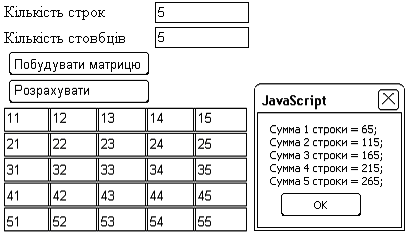 Кількість строк 5
Кількість стовбців 5
Побудувати матрицю
Розрахувати
11 12 13 14 15
21 22 23 24 25
31 32 33 34 35
41 42 43 44 45
51 52 53 54 55
JavaScript
Сумма 1 строки = 65;
Сумма 2 строки = 115;
Сумма 3 строки = 165;
Сумма 4 строки = 215;
Сумма 5 строки = 265;
OK